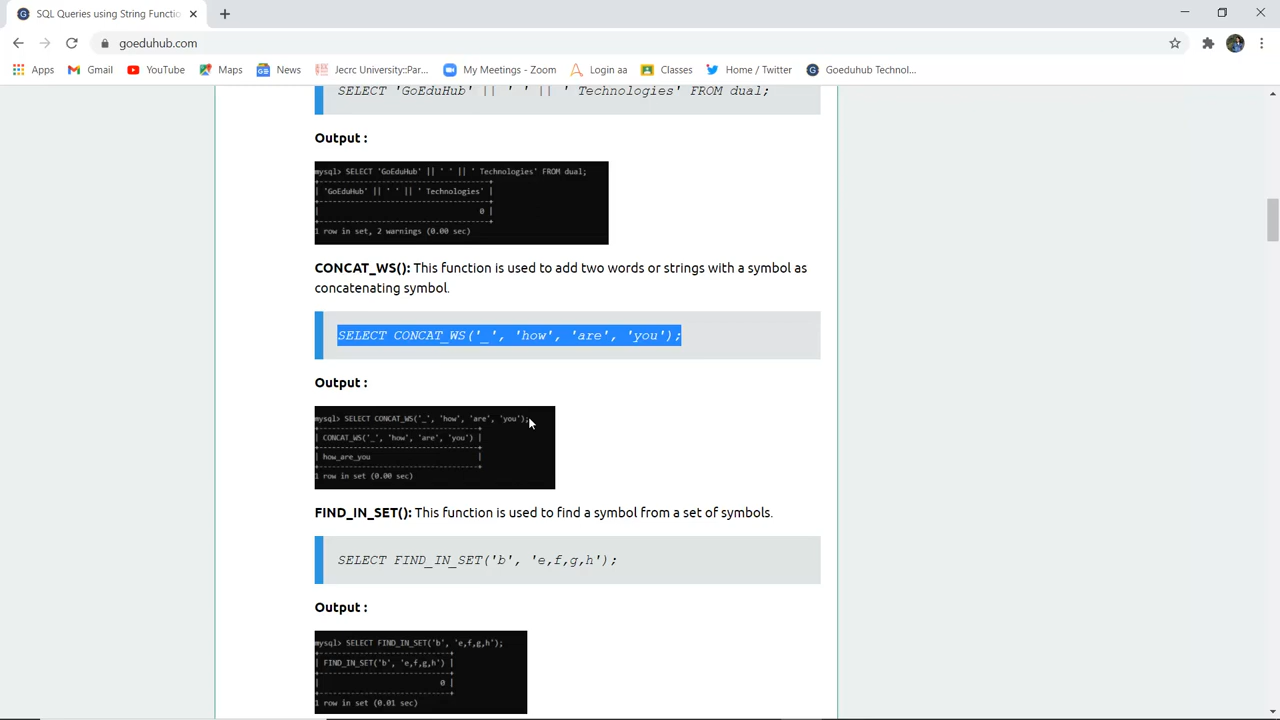 SQL Queries using String Functio
goeduhub.com
Apps
Gmail
YouTube
Maps
News
Jecrc University::Par...
My Meetings - Zoom
Login aa
Classes
Home / Twitter
Goeduhub Technol...
SELECT 'GoEduHub' || ' ' || ' Technologies' FROM dual;
Output :
mysql> SELECT 'GoEduHub' || ' ' || ' Technologies' FROM dual;
+-----------------------------------+
| 'GoEduHub' || ' ' || ' Technologies' |
+-----------------------------------+
| 0 |
+-----------------------------------+
1 row in set, 2 warnings (0.00 sec)
CONCAT_WS(): This function is used to add two words or strings with a symbol as
concatenating symbol.
SELECT CONCAT_WS('_', 'how', 'are', 'you');
Output :
mysql> SELECT CONCAT_WS('_', 'how', 'are', 'you');
+---------------------------------+
| CONCAT_WS('_', 'how', 'are', 'you') |
+---------------------------------+
| how_are_you |
+---------------------------------+
1 row in set (0.00 sec)
FIND_IN_SET(): This function is used to find a symbol from a set of symbols.
SELECT FIND_IN_SET('b', 'e,f,g,h');
Output :
mysql> SELECT FIND_IN_SET('b', 'e,f,g,h');
+---------------------------+
| FIND_IN_SET('b', 'e,f,g,h') |
+---------------------------+
| 0 |
+---------------------------+
1 row in set (0.01 sec)